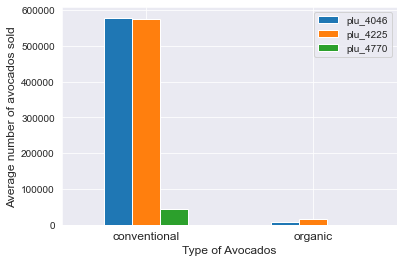 600000
500000
400000
300000
200000
100000
0
Average number of avocados sold
plu_4046
plu_4225
plu_4770
conventional
organic
Type of Avocados